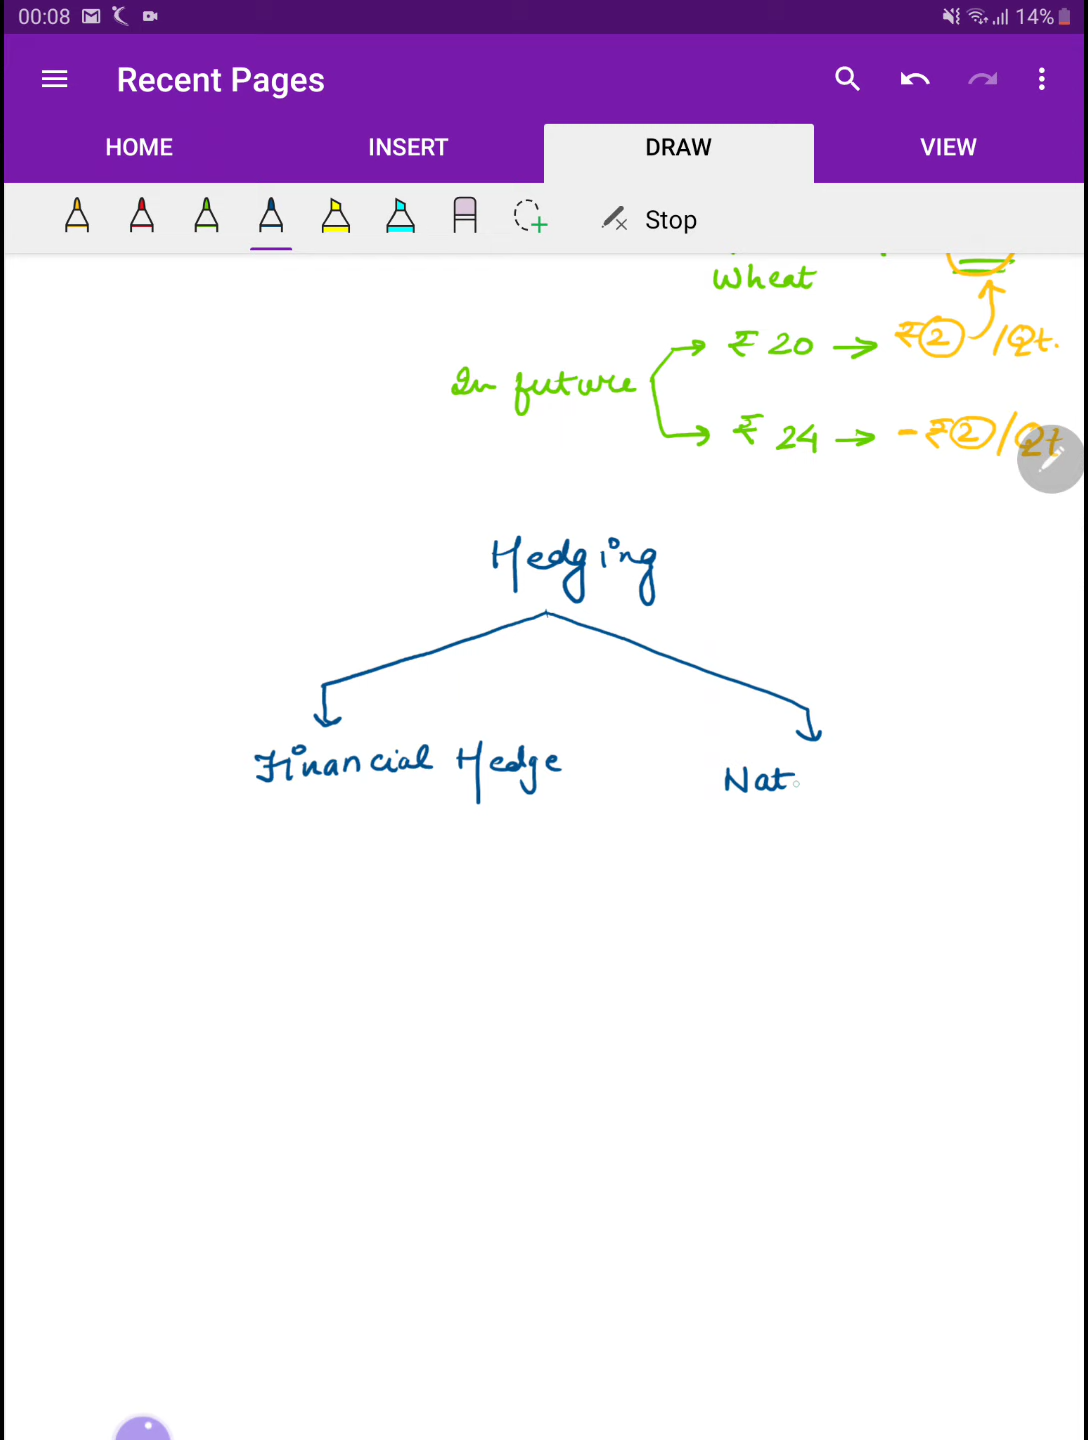 00:08 14%
Recent Pages
HOME INSERT DRAW VIEW
Stop
Wheat
In future
₹ 20 → ₹2 /Qt.
₹ 24 → -₹2/Qt
Hedging
Financial Hedge Nat